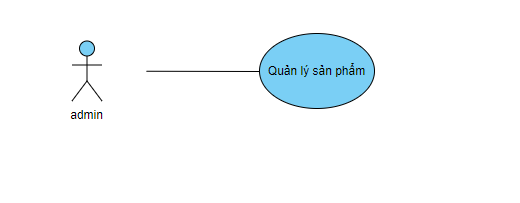 Quản lý sản phẩm
admin